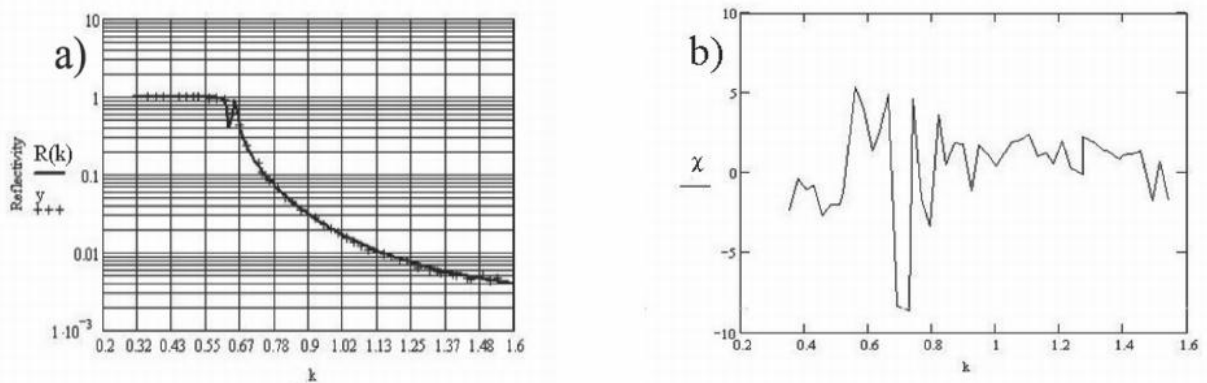 a)
10
1
0.1
0.01
1·10⁻³
Reflectivity
R(k)
y
+++
0.2 0.32 0.43 0.55 0.67 0.78 0.9 1.02 1.13 1.25 1.37 1.48 1.6
k
b)
10
5
0
−5
−10
χ
0.2 0.4 0.6 0.8 1 1.2 1.4 1.6
k